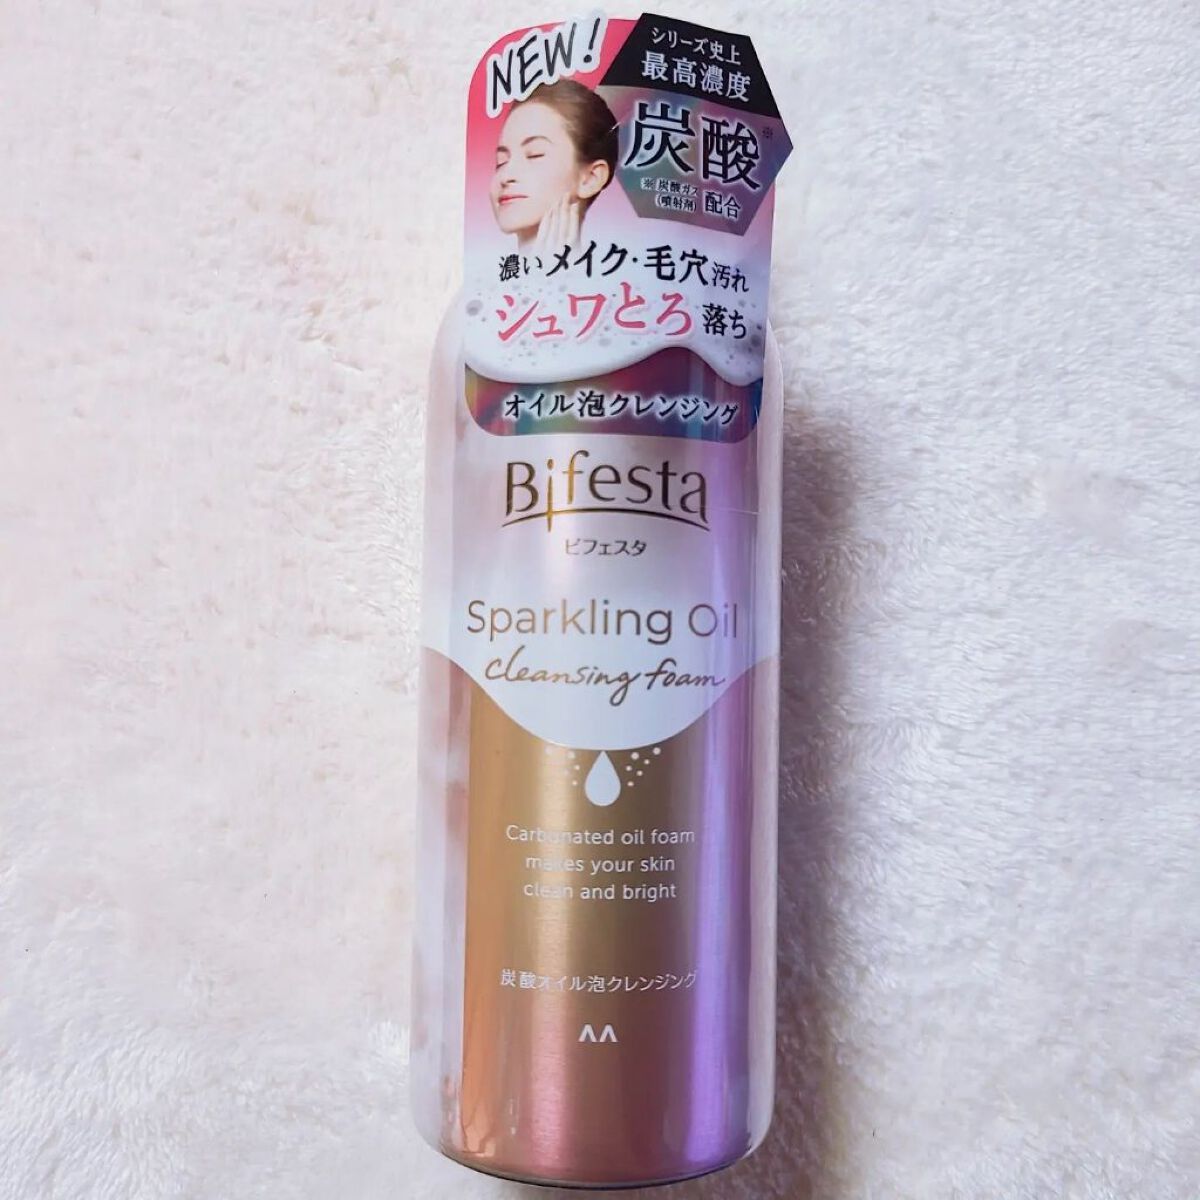 NEW!
シリーズ史上
最高濃度
炭酸※
※炭酸ガス
(噴射剤)
配合
濃いメイク・毛穴汚れ
シュワとろ落ち
オイル泡クレンジング
Bifesta
ビフェスタ
Sparkling Oil
cleansing foam
Carbonated oil foam
makes your skin
clean and bright
炭酸オイル泡クレンジング